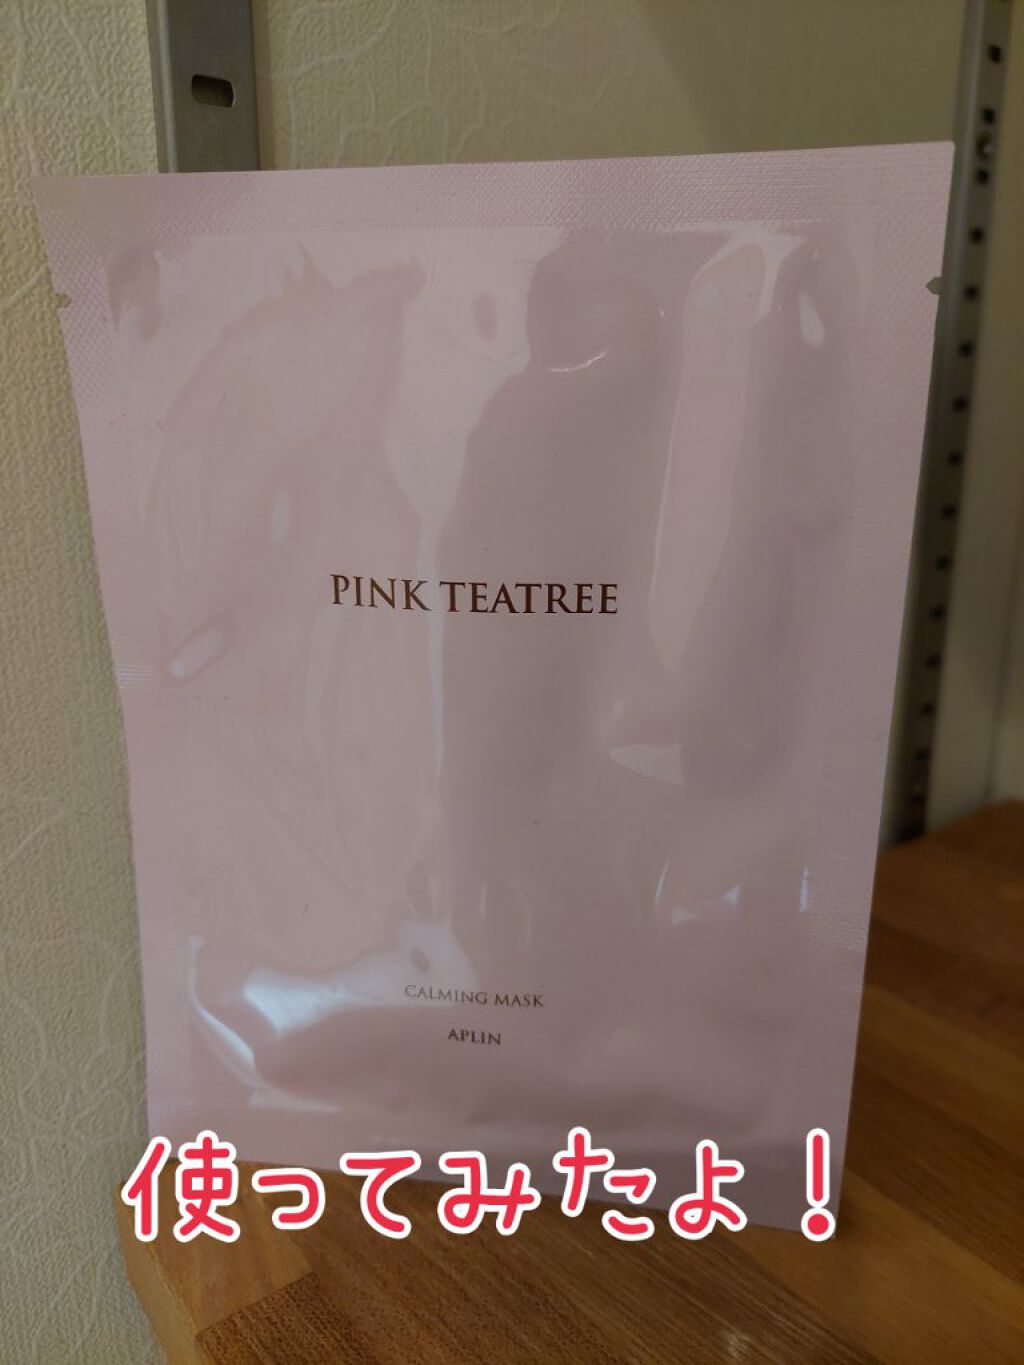 PINK TEATREE
CALMING MASK
APLIN
使ってみたよ！